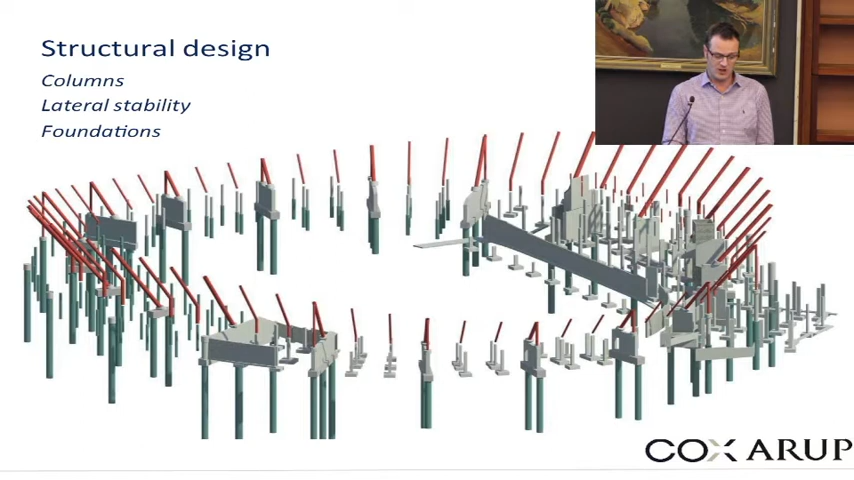 Structural design
Columns
Lateral stability
Foundations
COX ARUP